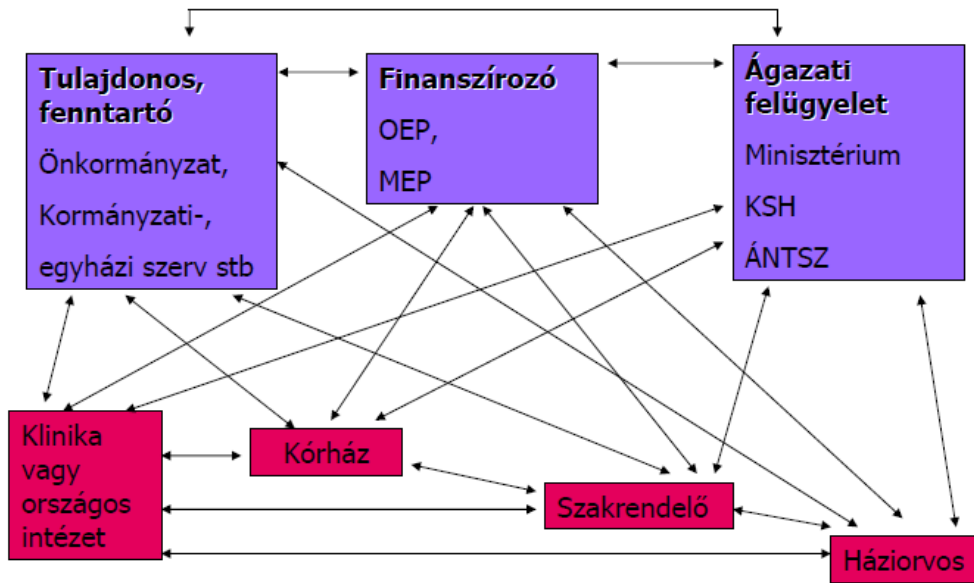 Tulajdonos,
fenntartó
Önkormányzat,
Kormányzati-,
egyházi szerv stb
Finanszírozó
OEP,
MEP
Ágazati
felügyelet
Minisztérium
KSH
ÁNTSZ
Klinika
vagy
országos
intézet
Kórház
Szakrendelő
Háziorvos